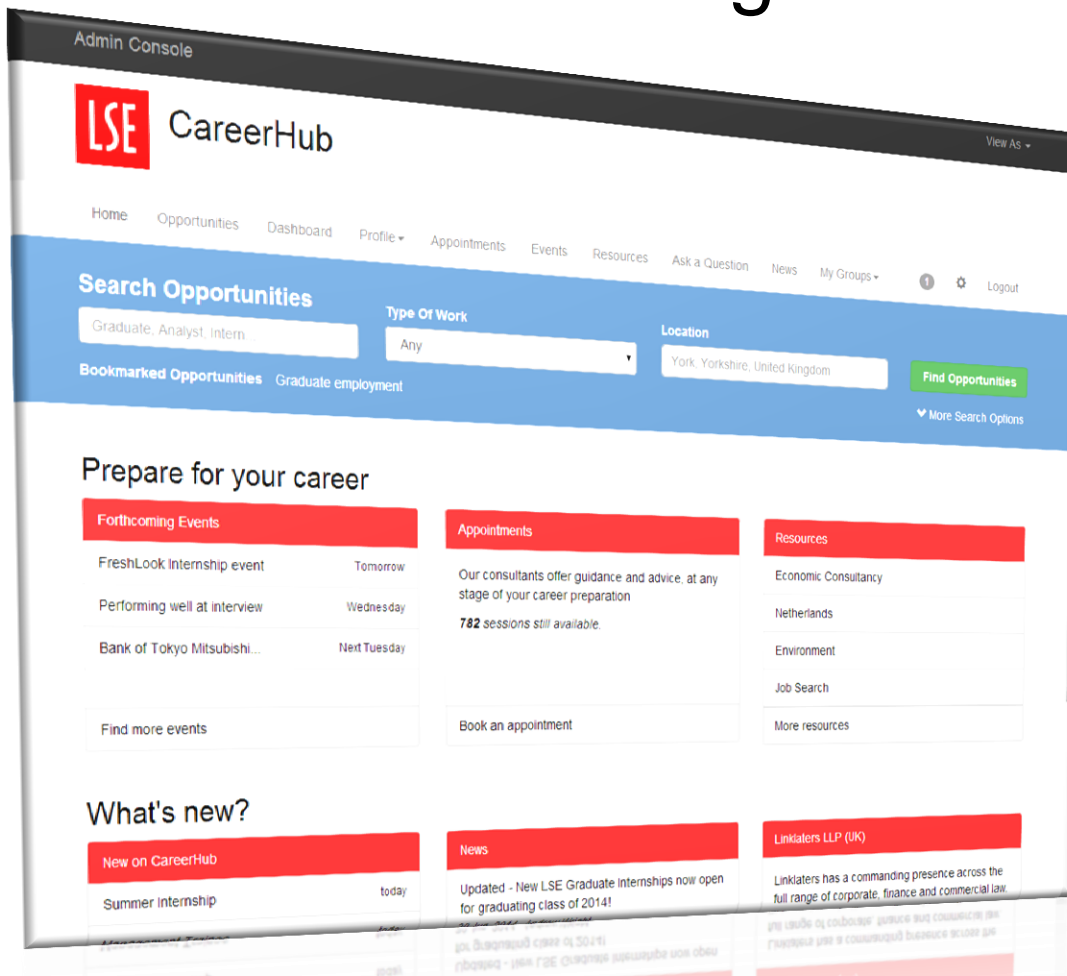 Admin Console
View As
LSE
CareerHub
Home Opportunities Dashboard Profile Appointments Events Resources Ask a Question News My Groups 1 Logout
Search Opportunities
Type Of Work
Location
Graduate, Analyst, Intern...
Any
York, Yorkshire, United Kingdom
Find Opportunities
Bookmarked Opportunities Graduate employment
More Search Options
Prepare for your career
Forthcoming Events
FreshLook Internship event Tomorrow
Performing well at interview Wednesday
Bank of Tokyo Mitsubishi... Next Tuesday
Find more events
Appointments
Our consultants offer guidance and advice, at any
stage of your career preparation
782 sessions still available.
Book an appointment
Resources
Economic Consultancy
Netherlands
Environment
Job Search
More resources
What's new?
New on CareerHub
Summer Internship today
News
Updated - New LSE Graduate Internships now open
for graduating class of 2014!
Linklaters LLP (UK)
Linklaters has a commanding presence across the
full range of corporate, finance and commercial law.